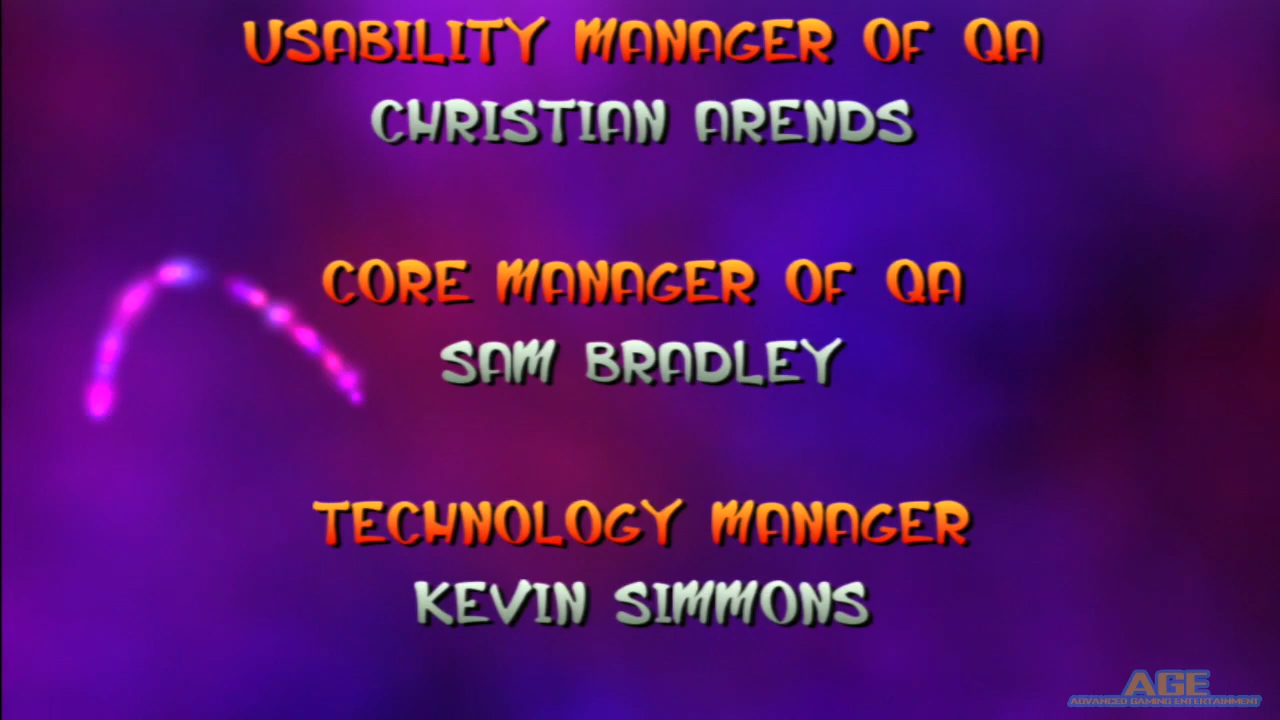 USABILITY MANAGER OF QA
CHRISTIAN ARENDS
CORE MANAGER OF QA
SAM BRADLEY
TECHNOLOGY MANAGER
KEVIN SIMMONS
AGE
ADVANCED GAMING ENTERTAINMENT